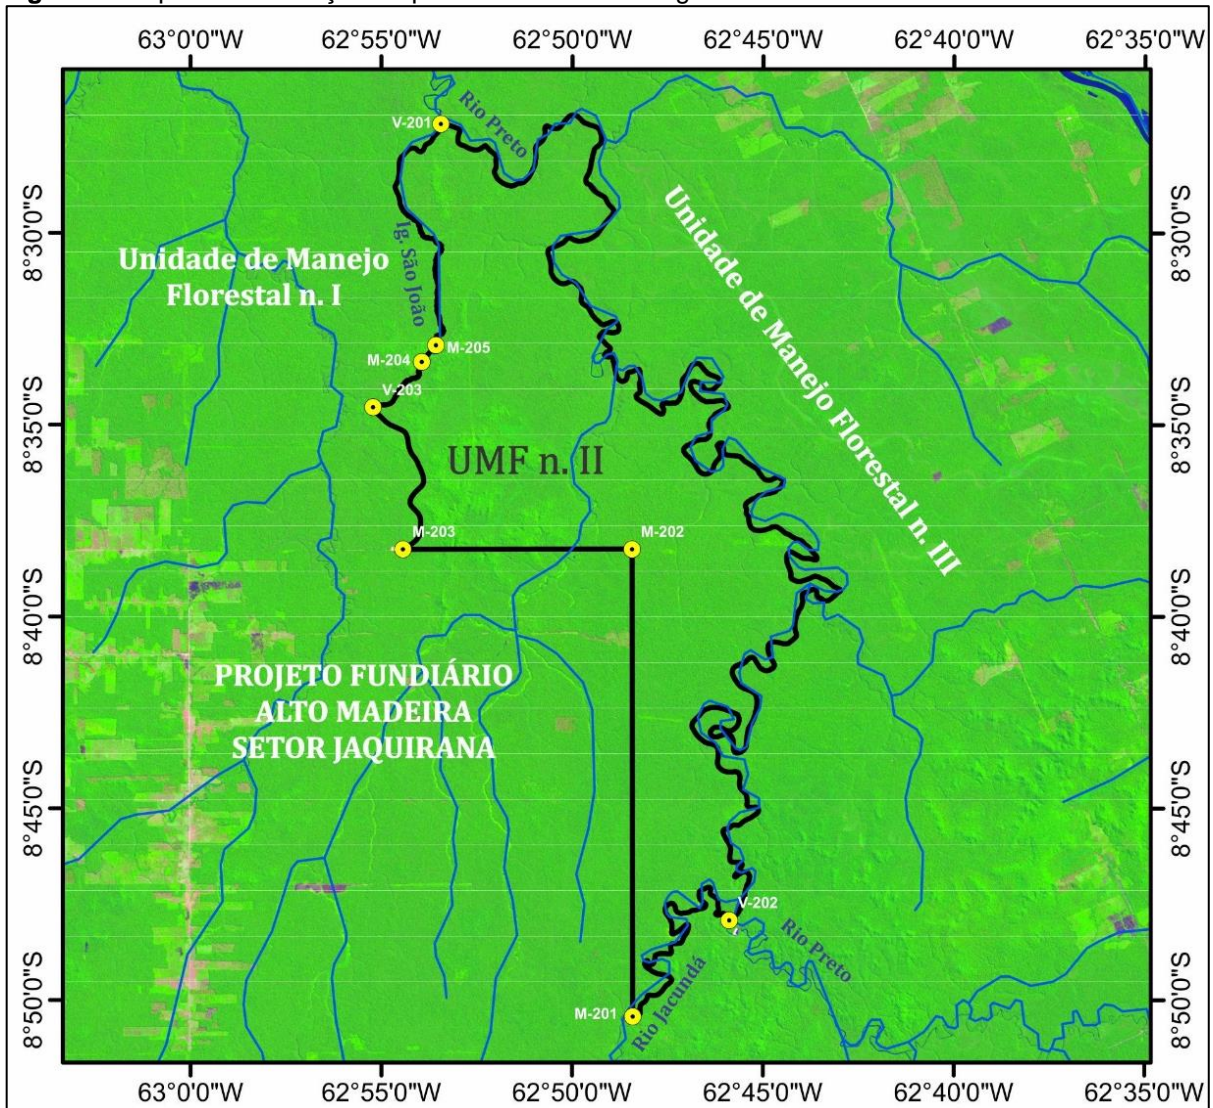 63°0'0"W 62°55'0"W 62°50'0"W 62°45'0"W 62°40'0"W 62°35'0"W
V-201
Rio Preto
8°30'0"S
8°30'0"S
Unidade de Manejo
Florestal n. I
Ig. São João
Unidade de Manejo Florestal n. III
M-205
M-204
V-203
8°35'0"S
8°35'0"S
UMF n. II
M-203
M-202
8°40'0"S
8°40'0"S
PROJETO FUNDIÁRIO
ALTO MADEIRA
SETOR JAQUIRANA
8°45'0"S
8°45'0"S
V-202
Rio Preto
Rio Jacundá
8°50'0"S
8°50'0"S
M-201
63°0'0"W 62°55'0"W 62°50'0"W 62°45'0"W 62°40'0"W 62°35'0"W